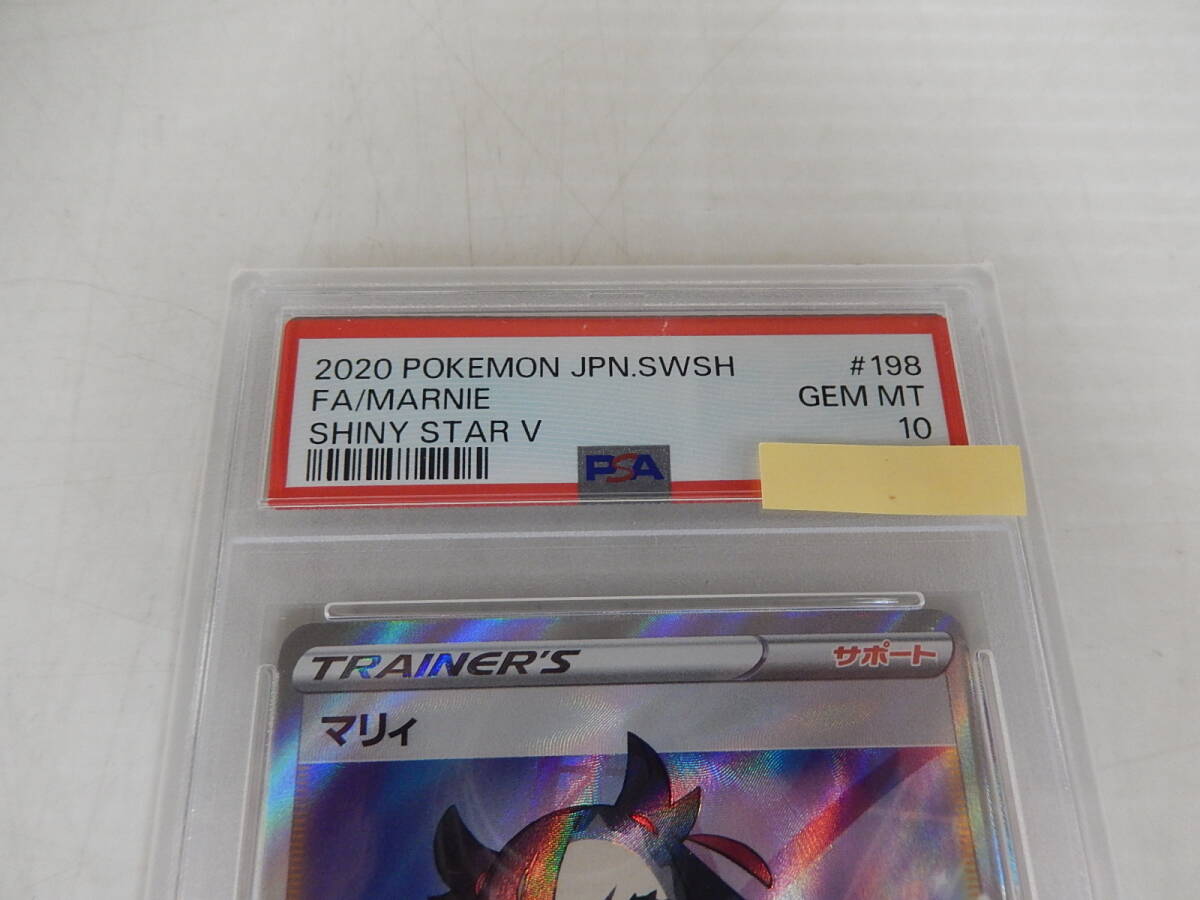 2020 POKEMON JPN.SWSH #198
FA/MARNIE GEM MT
SHINY STAR V 10
PSA
TRAINER'S サポート
マリィ